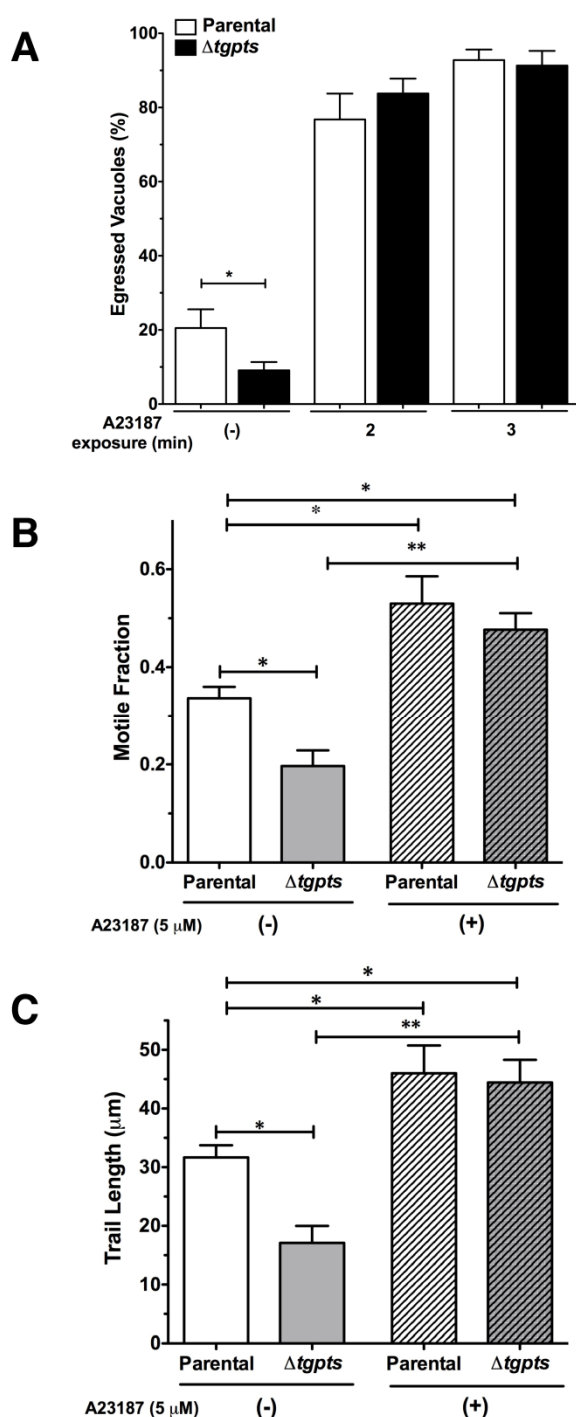 A
Parental
Δtgpts
Egressed Vacuoles (%)
100
80
60
40
20
0
*
A23187
exposure (min)
(-)
2
3
B
Motile Fraction
0.6
0.4
0.2
0.0
*
*
**
*
Parental
Δtgpts
Parental
Δtgpts
A23187 (5 μM)
(-)
(+)
C
Trail Length (μm)
50
40
30
20
10
0
*
*
**
*
Parental
Δtgpts
Parental
Δtgpts
A23187 (5 μM)
(-)
(+)